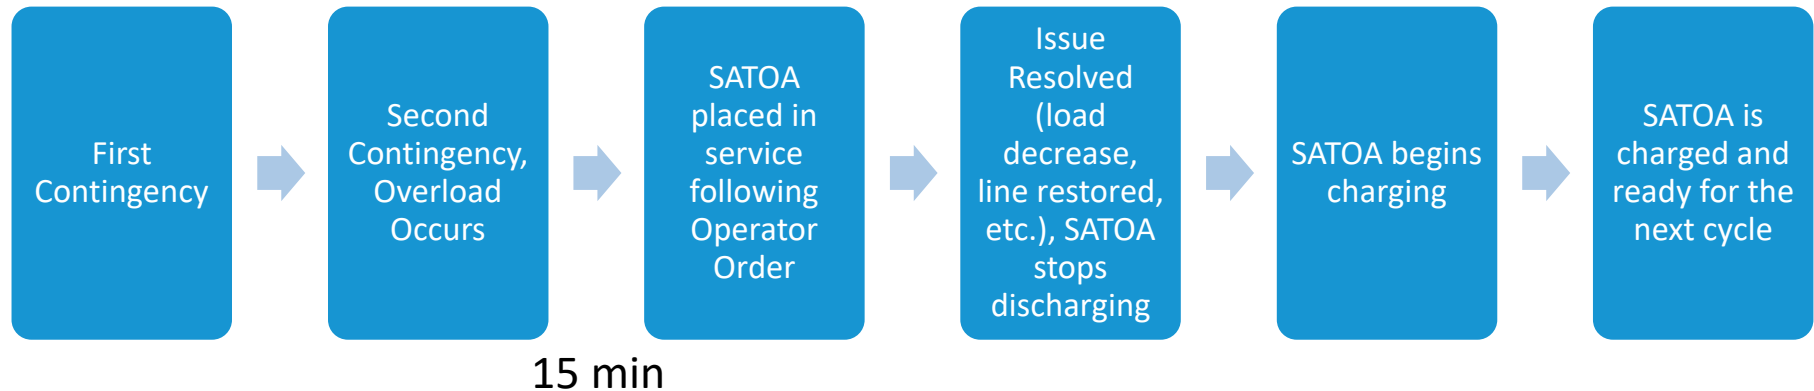 First
Contingency
Second
Contingency,
Overload
Occurs
SATOA
placed in
service
following
Operator
Order
Issue
Resolved
(load
decrease,
line restored,
etc.), SATOA
stops
discharging
SATOA begins
charging
SATOA is
charged and
ready for the
next cycle
15 min